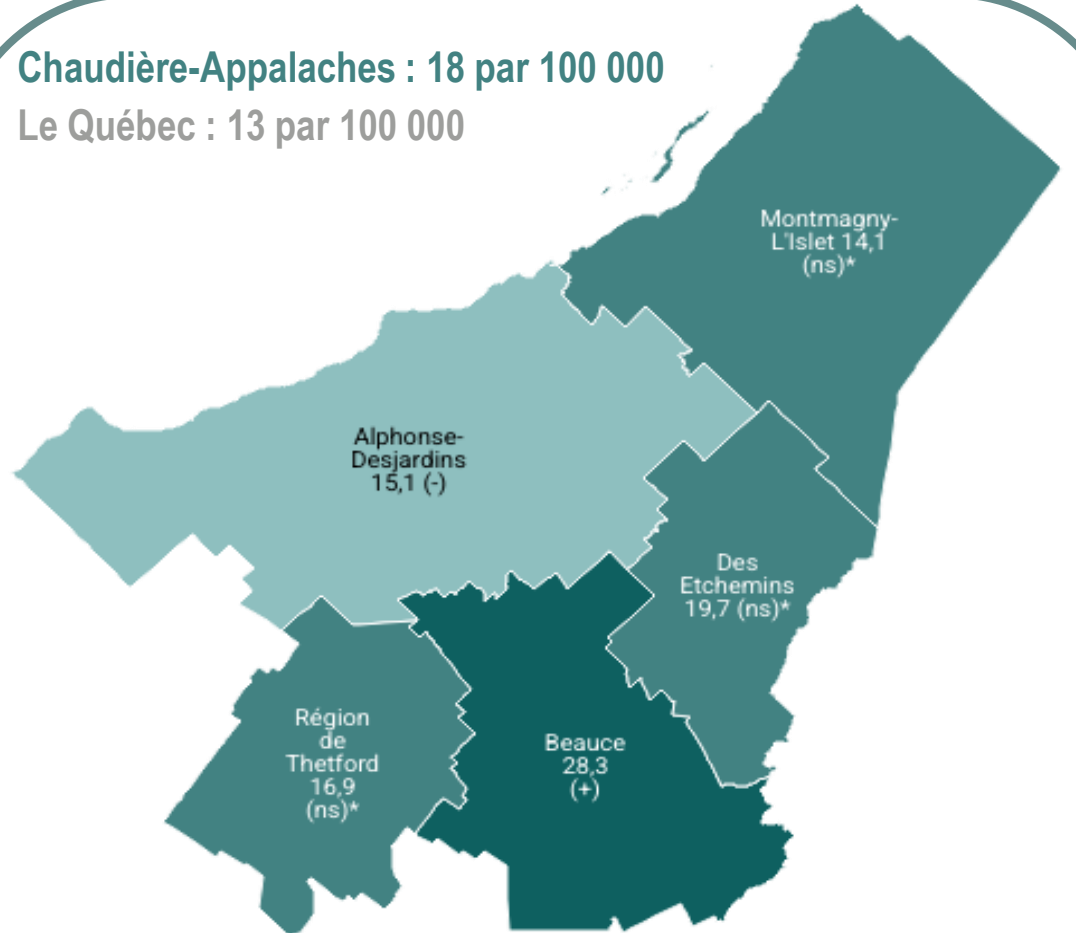 Chaudière-Appalaches : 18 par 100 000
Le Québec : 13 par 100 000
Montmagny-
L'Islet 14,1
(ns)*
Alphonse-
Desjardins
15,1 (-)
Des
Etchemins
19,7 (ns)*
Région
de
Thetford
16,9
(ns)*
Beauce
28,3
(+)